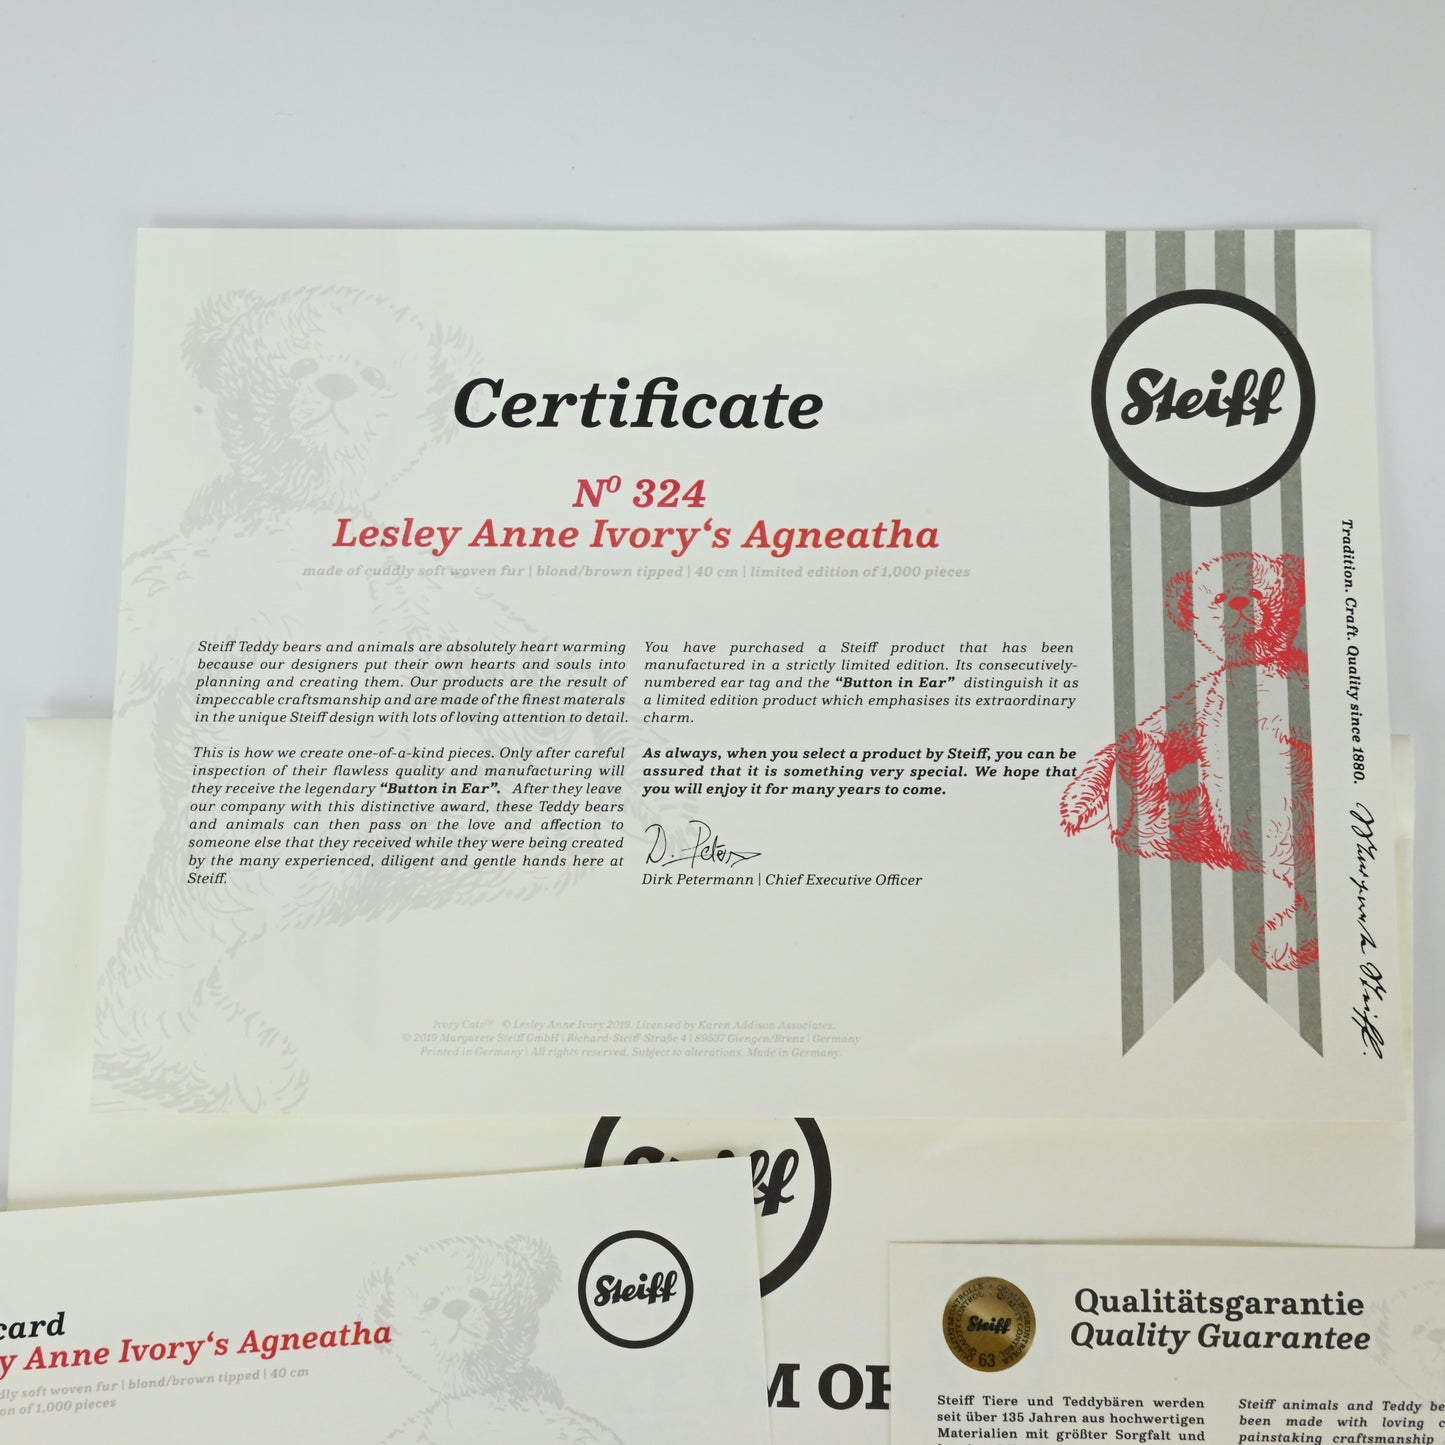 Certificate
Nº 324
Lesley Anne Ivory‘s Agneatha
made of cuddly soft woven fur | blond/brown tipped | 40 cm | limited edition of 1,000 pieces
Steiff Teddy bears and animals are absolutely heart warming
because our designers put their own hearts and souls into
planning and creating them. Our products are the result of
impeccable craftsmanship and are made of the finest materals
in the unique Steiff design with lots of loving attention to detail.
This is how we create one-of-a-kind pieces. Only after careful
inspection of their flawless quality and manufacturing will
they receive the legendary “Button in Ear”. After they leave
our company with this distinctive award, these Teddy bears
and animals can then pass on the love and affection to
someone else that they received while they were being created
by the many experienced, diligent and gentle hands here at
Steiff.
You have purchased a Steiff product that has been
manufactured in a strictly limited edition. Its consecutively-
numbered ear tag and the “Button in Ear” distinguish it as
a limited edition product which emphasises its extraordinary
charm.
As always, when you select a product by Steiff, you can be
assured that it is something very special. We hope that
you will enjoy it for many years to come.
D. Peterm
Dirk Petermann | Chief Executive Officer
Ivory Cats™ © Lesley Anne Ivory 2019. Licensed by Karen Addison Associates.
© 2019 Margarete Steiff GmbH | Richard-Steiff-Straße 4 | 89537 Giengen/Brenz | Germany
Printed in Germany | All rights reserved. Subject to alterations. Made in Germany.
Steiff
Tradition. Craft. Quality since 1880.
Margarete Steiff.
Steiff
card
y Anne Ivory‘s Agneatha
dly soft woven fur | blond/brown tipped | 40 cm
on of 1,000 pieces
Steiff
M OF
QUALITÄTSKONTROLLE
QUALITY CONTROL
Steiff
63
Qualitätsgarantie
Quality Guarantee
Steiff Tiere und Teddybären werden
seit über 135 Jahren aus hochwertigen
Materialien mit größter Sorgfalt und
Steiff animals and Teddy be
been made with loving c
painstaking craftsmanship